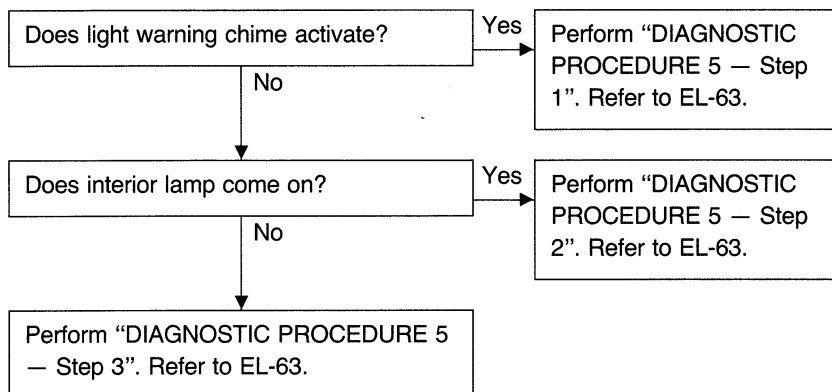 Does light warning chime activate?
Yes
Perform “DIAGNOSTIC
PROCEDURE 5 — Step
1”. Refer to EL-63.
No
Does interior lamp come on?
Yes
Perform “DIAGNOSTIC
PROCEDURE 5 — Step
2”. Refer to EL-63.
No
Perform “DIAGNOSTIC PROCEDURE 5
— Step 3”. Refer to EL-63.